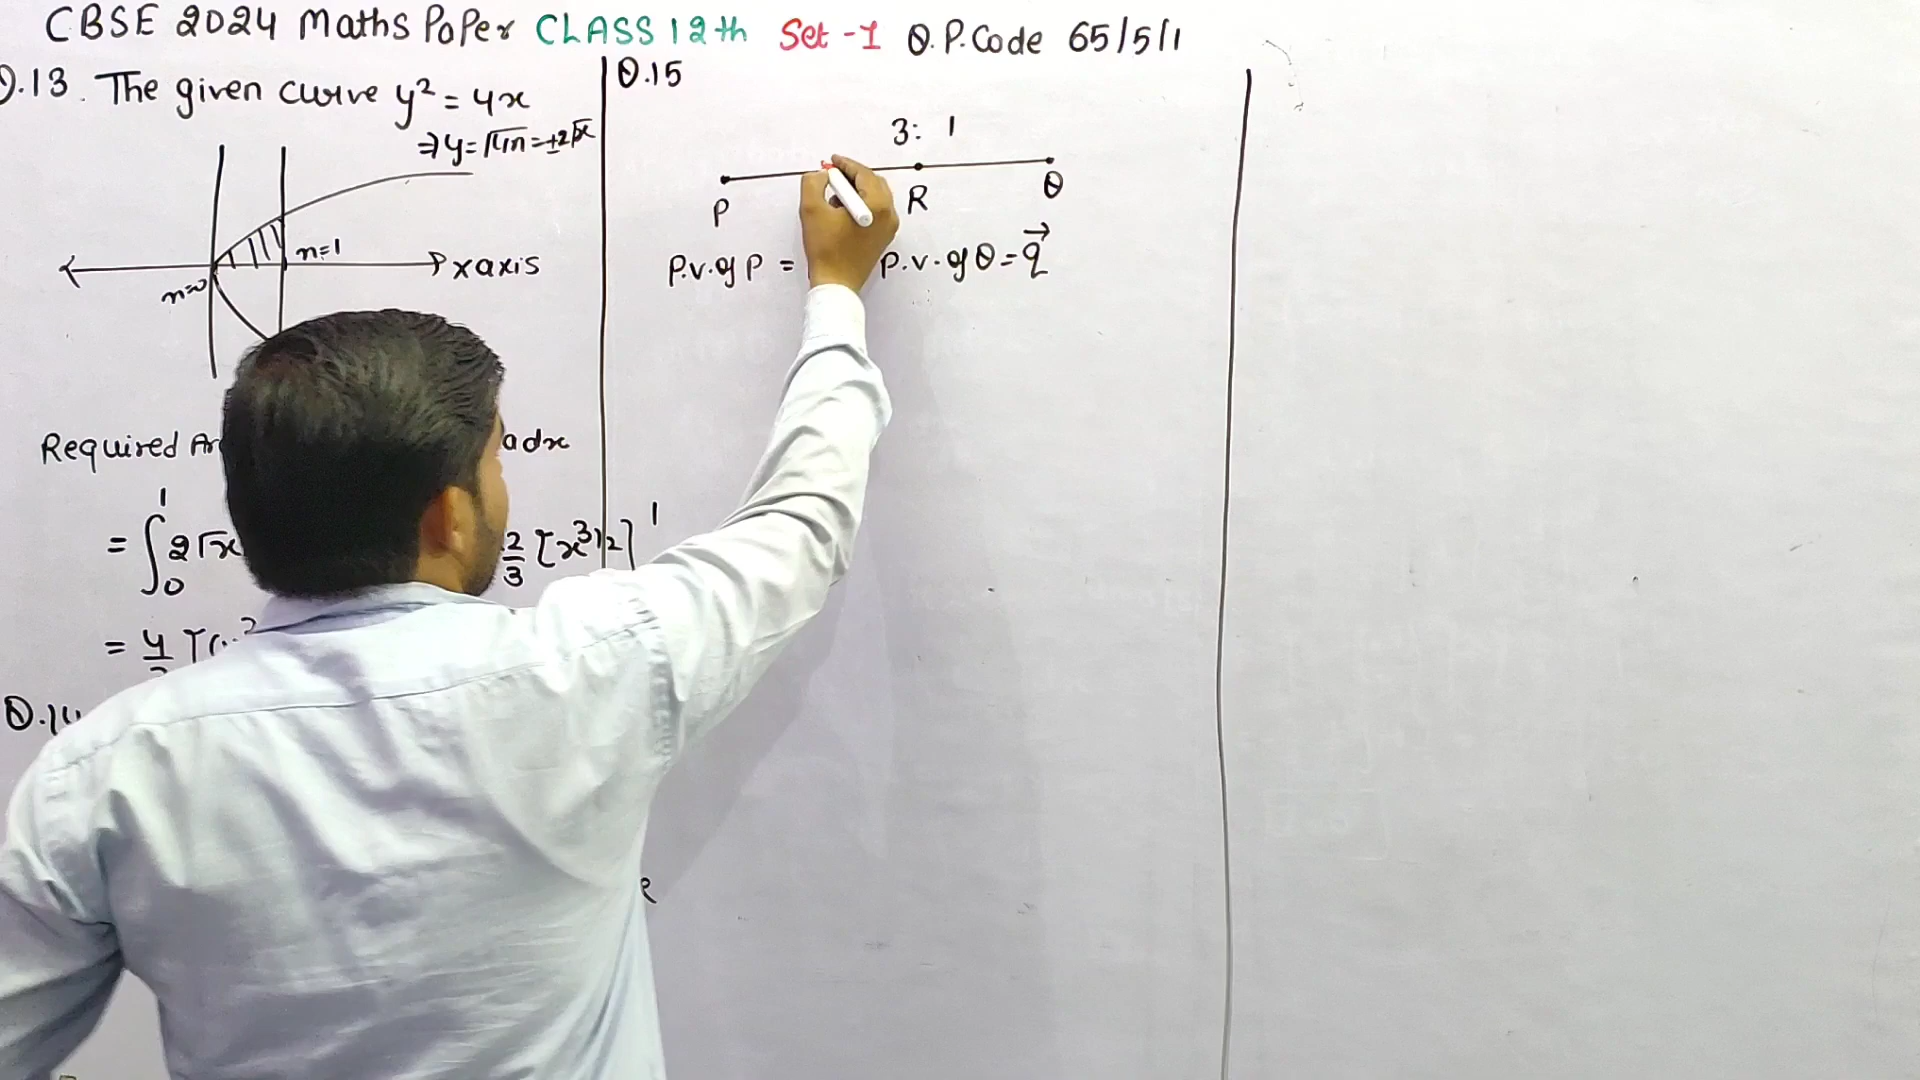 CBSE 2024 Maths Paper CLASS 12th Set -1 Q.P.Code 65/5/1
Q.13. The given curve y² = 4x
⇒ y = √4x = ±2√x
x=1
x=0
x axis
Required dx
= ∫₀¹ 2√x 2/3 [x^3/2]¹
= 4
Q.14
Q.15
3 : 1
P R Q
P.V. of P = P.V. of Q = q⃗